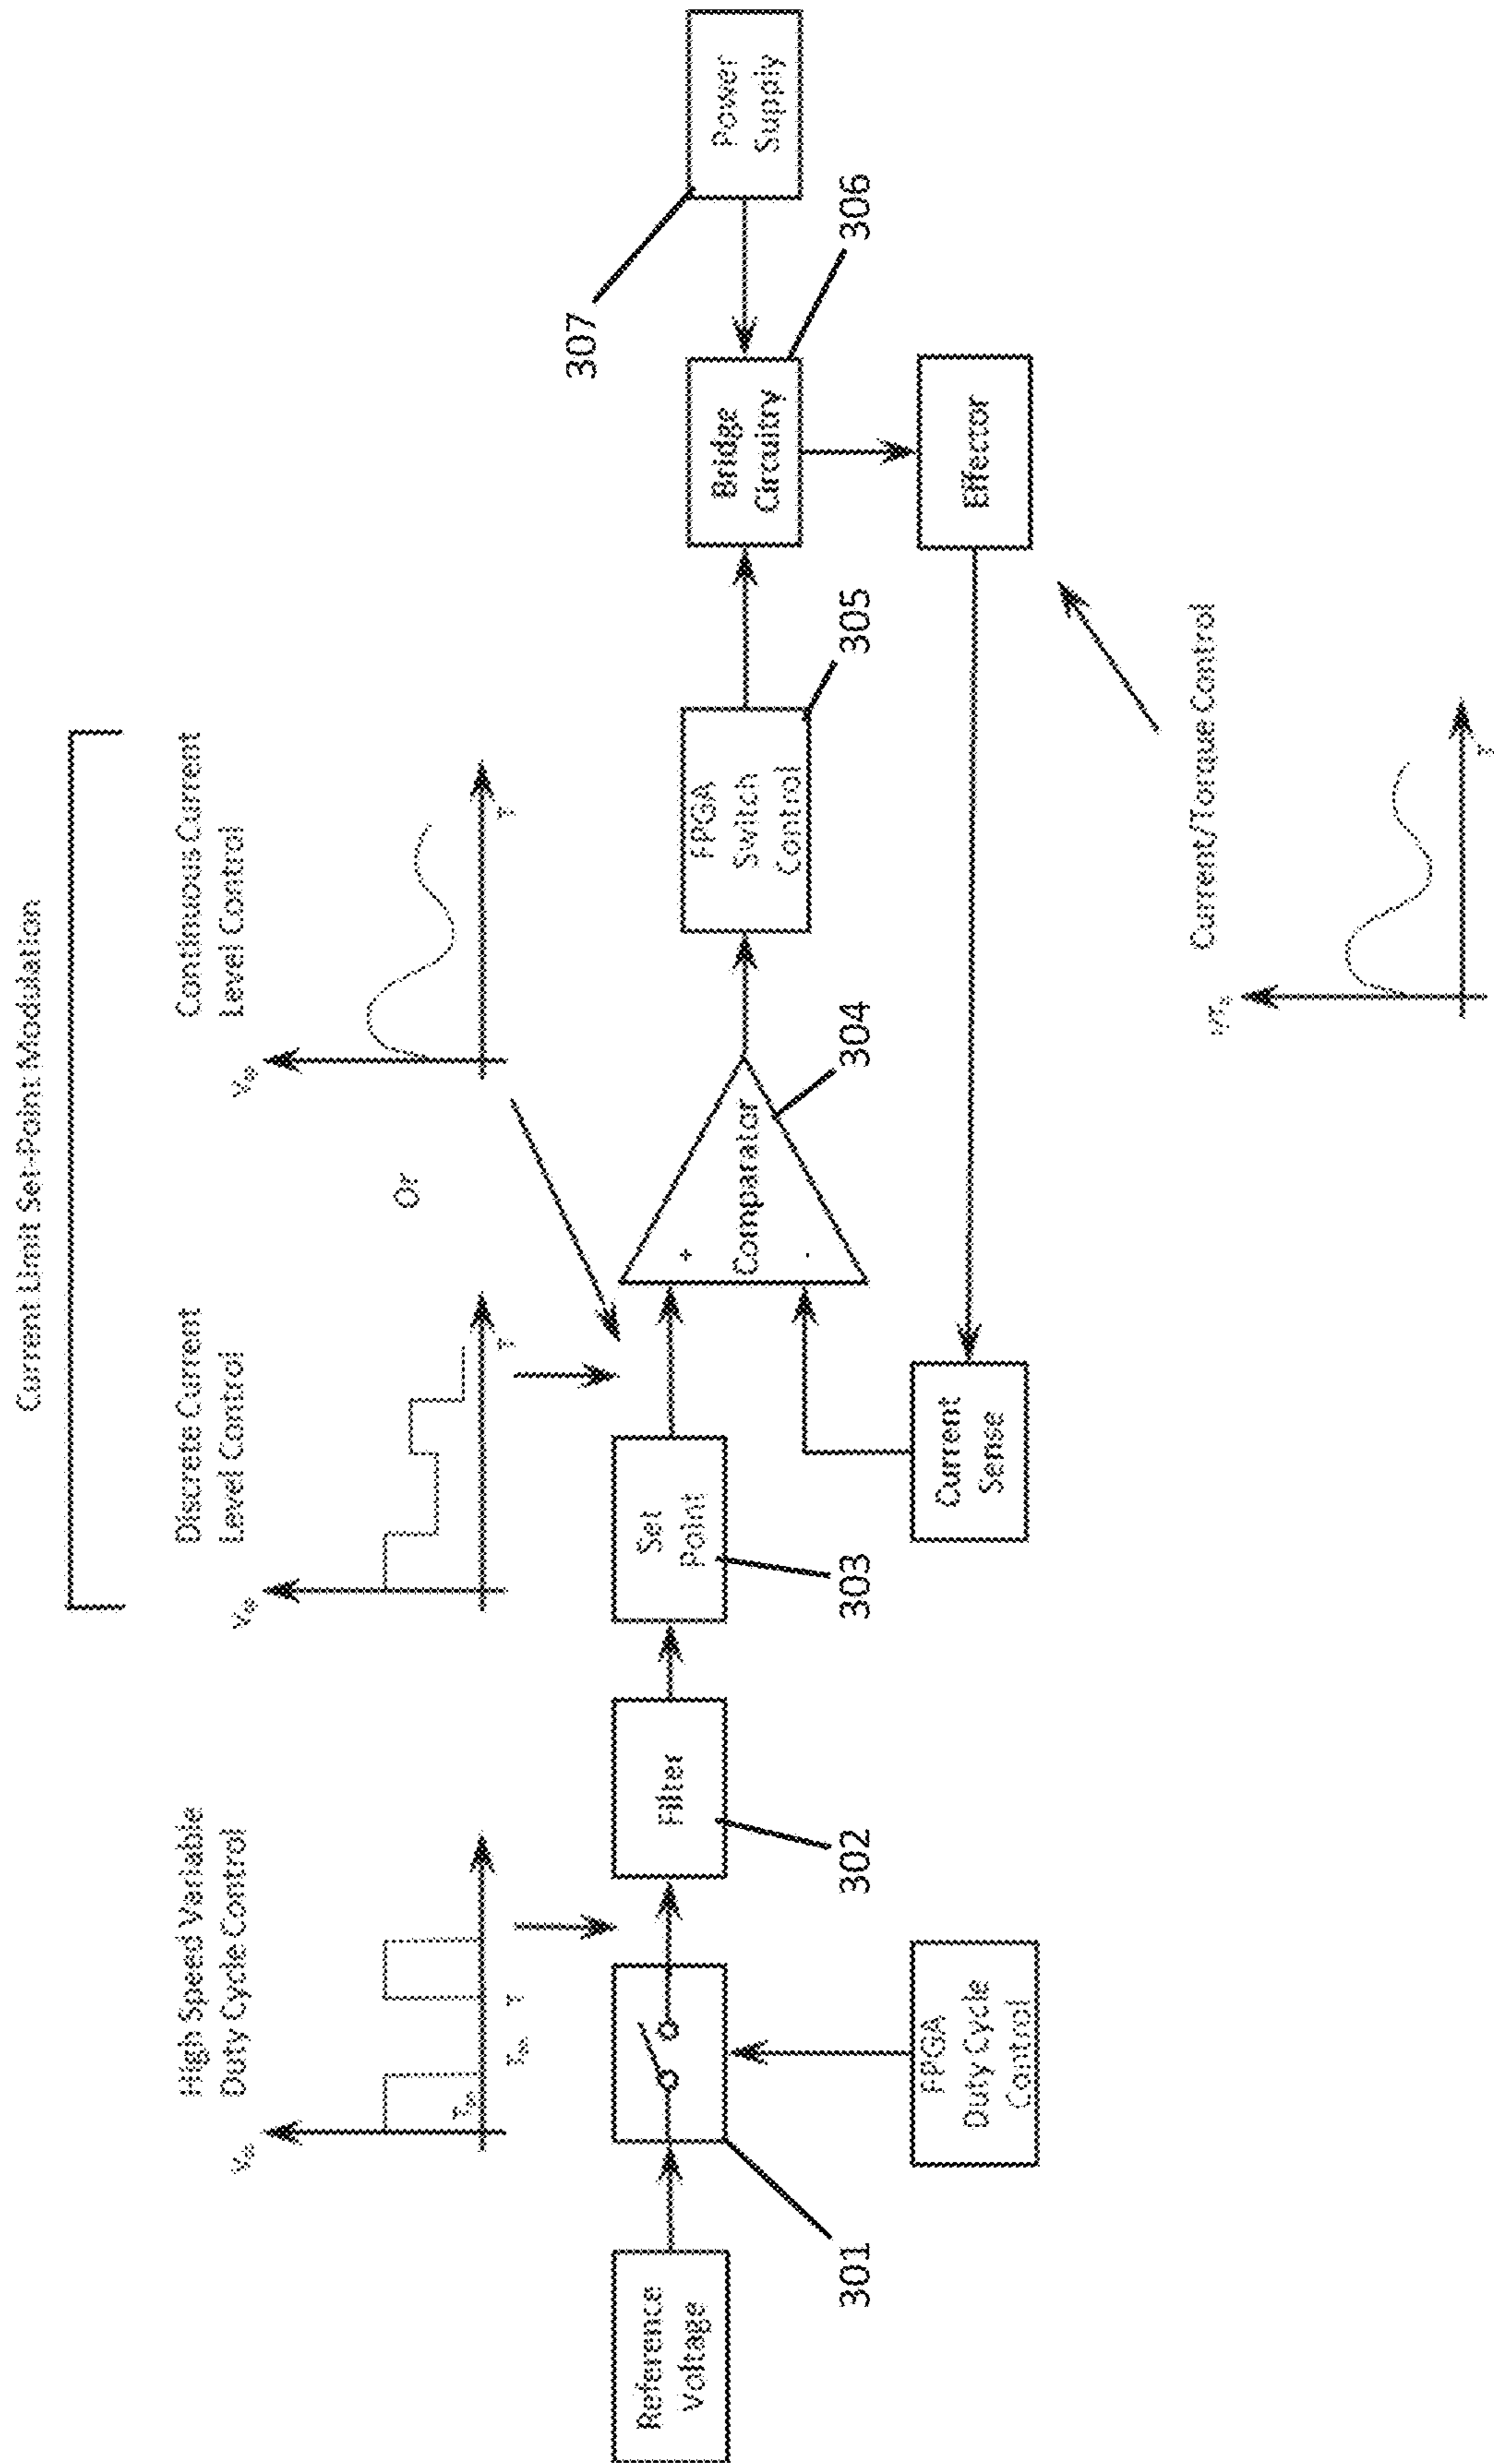 Current Limit Set-Point Modulation
High Speed Variable
Duty Cycle Control
Discrete Current
Level Control
Or
Continuous Current
Level Control
T
T
T
Reference
Voltage
301
Filter
302
Set
Point
303
+
Comparator
-
304
FPGA
Switch
Control
305
Bridge
Circuitry
306
Power
Supply
307
FPGA
Duty Cycle
Control
Current
Sense
Effector
Current/Torque Control
T